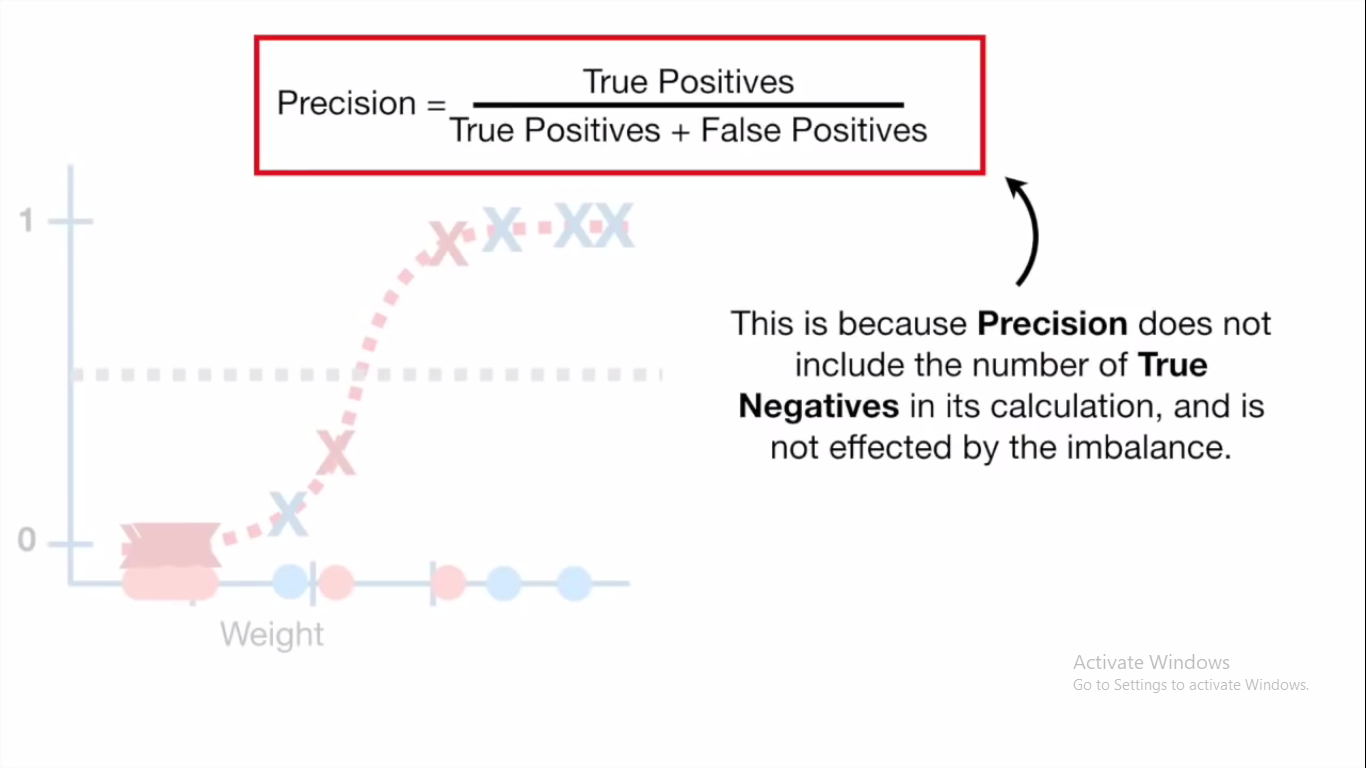 True Positives
Precision =
True Positives + False Positives
1
This is because Precision does not
include the number of True
Negatives in its calculation, and is
not effected by the imbalance.
0
Weight
Activate Windows
Go to Settings to activate Windows.